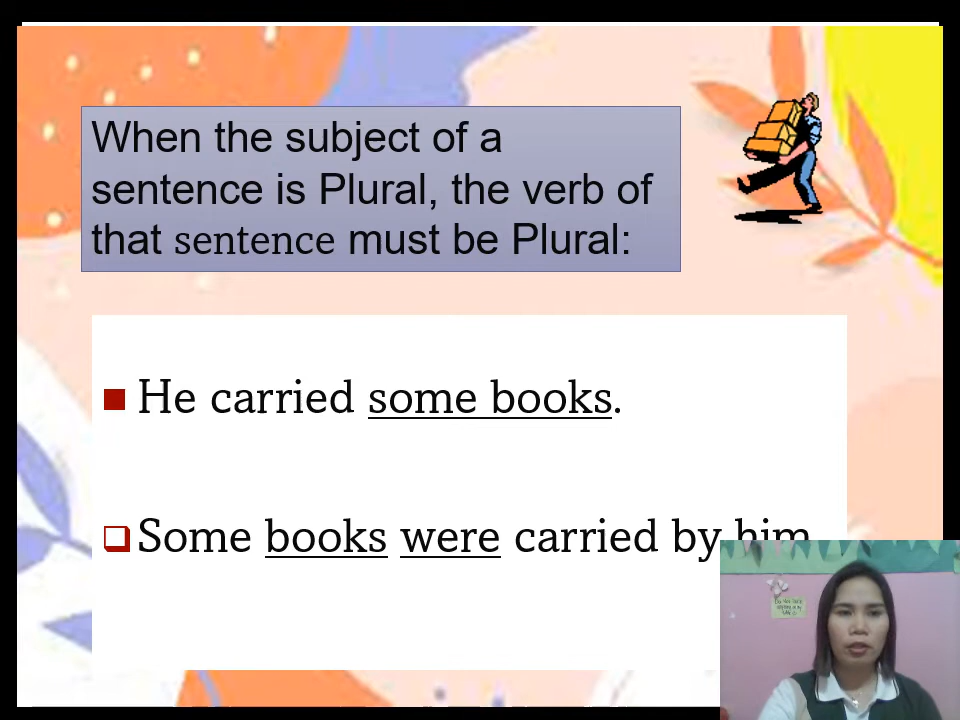 When the subject of a
sentence is Plural, the verb of
that sentence must be Plural:
He carried some books.
Some books were carried by him